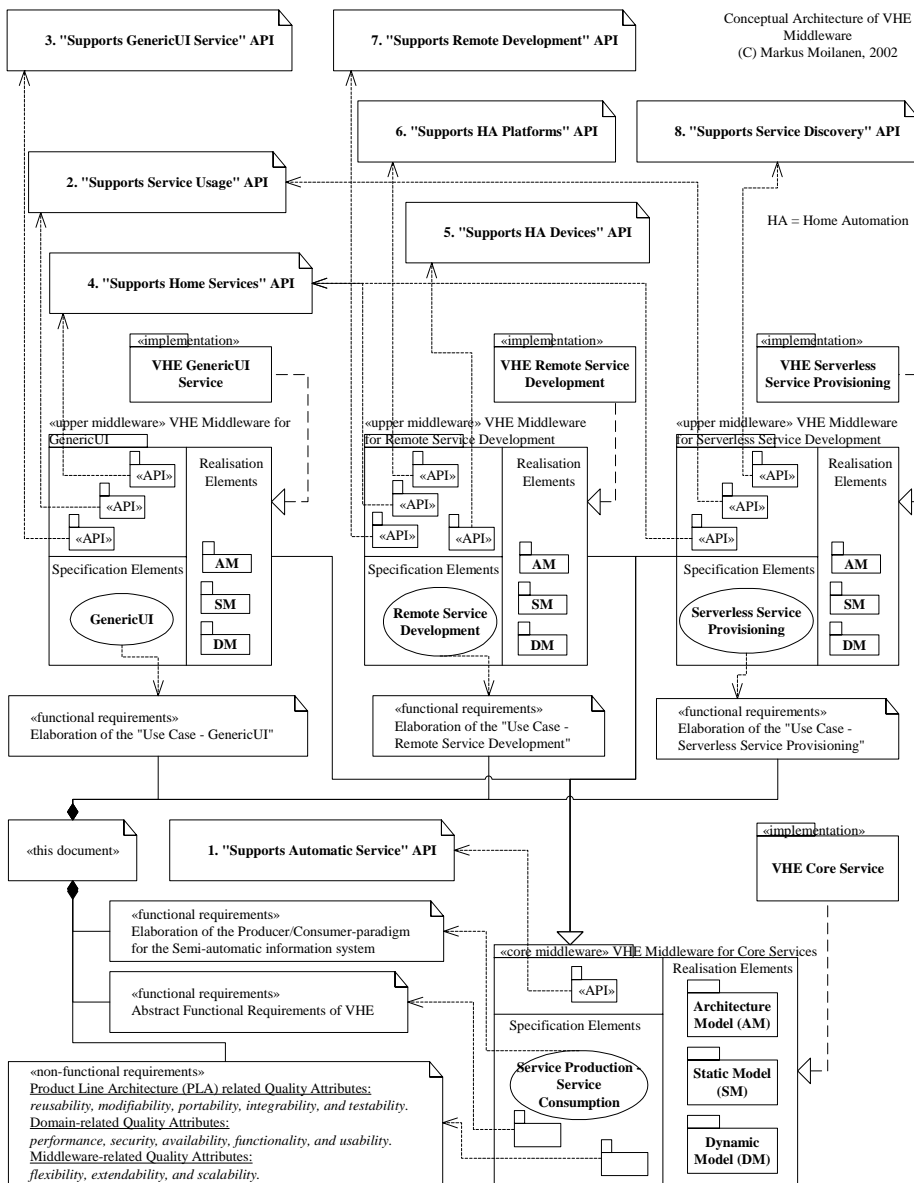 Conceptual Architecture of VHE
Middleware
(C) Markus Moilanen, 2002
3. "Supports GenericUI Service" API
7. "Supports Remote Development" API
6. "Supports HA Platforms" API
8. "Supports Service Discovery" API
2. "Supports Service Usage" API
HA = Home Automation
5. "Supports HA Devices" API
4. "Supports Home Services" API
«implementation»
VHE GenericUI
Service
«implementation»
VHE Remote Service
Development
«implementation»
VHE Serverless
Service Provisioning
«upper middleware» VHE Middleware for
GenericUI
«API»
«API»
«API»
Realisation
Elements
AM
SM
DM
Specification Elements
GenericUI
«upper middleware» VHE Middleware
for Remote Service Development
«API»
«API»
«API»
«API»
Realisation
Elements
AM
SM
DM
Specification Elements
Remote Service
Development
«upper middleware» VHE Middleware
for Serverless Service Development
«API»
«API»
«API»
Realisation
Elements
AM
SM
DM
Specification Elements
Serverless Service
Provisioning
«functional requirements»
Elaboration of the "Use Case - GenericUI"
«functional requirements»
Elaboration of the "Use Case -
Remote Service Development"
«functional requirements»
Elaboration of the "Use Case -
Serverless Service Provisioning"
«this document»
1. "Supports Automatic Service" API
«implementation»
VHE Core Service
«functional requirements»
Elaboration of the Producer/Consumer-paradigm
for the Semi-automatic information system
«functional requirements»
Abstract Functional Requirements of VHE
«core middleware» VHE Middleware for Core Services
«API»
Specification Elements
Service Production -
Service
Consumption
Realisation Elements
Architecture
Model (AM)
Static Model
(SM)
Dynamic
Model (DM)
«non-functional requirements»
Product Line Architecture (PLA) related Quality Attributes:
reusability, modifiability, portability, integrability, and testability.
Domain-related Quality Attributes:
performance, security, availability, functionality, and usability.
Middleware-related Quality Attributes:
flexibility, extendability, and scalability.